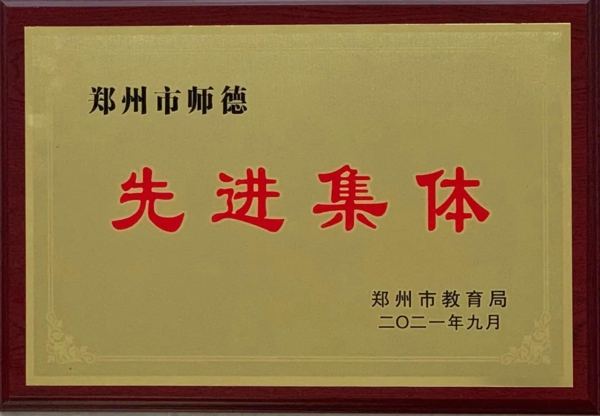 郑州市师德
先进集体
郑州市教育局
二〇二一年九月